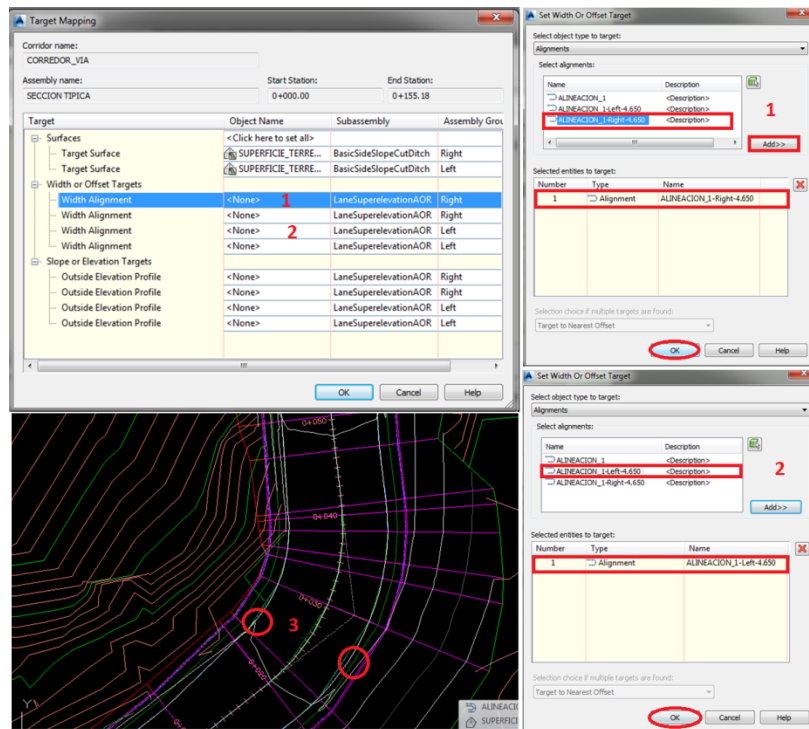 Target Mapping
Corridor name:
CORREDOR_VIA
Assembly name:
Start Station:
End Station:
SECCION TIPICA
0+000.00
0+155.18
Target
Object Name
Subassembly
Assembly Grou
Surfaces
<Click here to set all>
Target Surface
SUPERFICIE_TERRE...
BasicSideSlopeCutDitch
Right
Target Surface
SUPERFICIE_TERRE...
BasicSideSlopeCutDitch
Left
Width or Offset Targets
Width Alignment
<None>
1
LaneSuperelevationAOR
Right
Width Alignment
<None>
LaneSuperelevationAOR
Right
Width Alignment
<None>
2
LaneSuperelevationAOR
Left
Width Alignment
<None>
LaneSuperelevationAOR
Left
Slope or Elevation Targets
Outside Elevation Profile
<None>
LaneSuperelevationAOR
Right
Outside Elevation Profile
<None>
LaneSuperelevationAOR
Right
Outside Elevation Profile
<None>
LaneSuperelevationAOR
Left
Outside Elevation Profile
<None>
LaneSuperelevationAOR
Left
OK
Cancel
Help
Set Width Or Offset Target
Select object type to target:
Alignments
Select alignments:
Name
Description
ALINEACION_1
<Description>
ALINEACION_1-Left-4.650
<Description>
ALINEACION_1-Right-4.650
<Description>
1
Add>>
Selected entities to target:
Number
Type
Name
1
Alignment
ALINEACION_1-Right-4.650
Selection choice if multiple targets are found:
Target to Nearest Offset
OK
Cancel
Help
Set Width Or Offset Target
Select object type to target:
Alignments
Select alignments:
Name
Description
ALINEACION_1
<Description>
ALINEACION_1-Left-4.650
<Description>
ALINEACION_1-Right-4.650
<Description>
2
Add>>
Selected entities to target:
Number
Type
Name
1
Alignment
ALINEACION_1-Left-4.650
Selection choice if multiple targets are found:
Target to Nearest Offset
OK
Cancel
Help
0+040
0+030
3
Y
ALINEACI
SUPERFICI